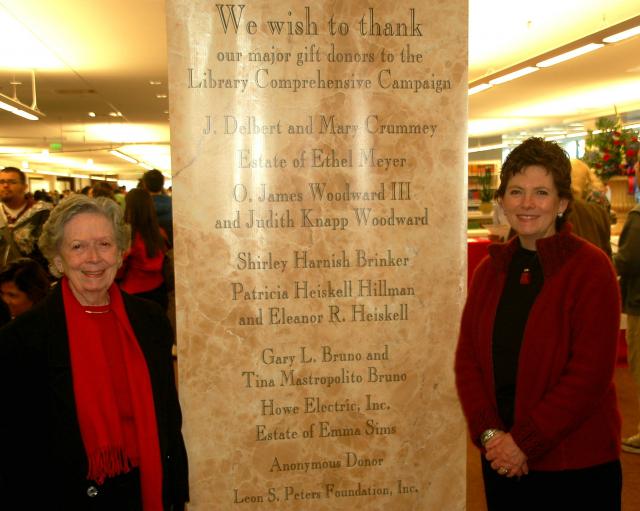 We wish to thank
our major gift donors to the
Library Comprehensive Campaign
J. Delbert and Mary Crummey
Estate of Ethel Meyer
O. James Woodward III
and Judith Knapp Woodward
Shirley Harnish Brinker
Patricia Heiskell Hillman
and Eleanor R. Heiskell
Gary L. Bruno and
Tina Mastropolito Bruno
Howe Electric, Inc.
Estate of Emma Sims
Anonymous Donor
Leon S. Peters Foundation, Inc.